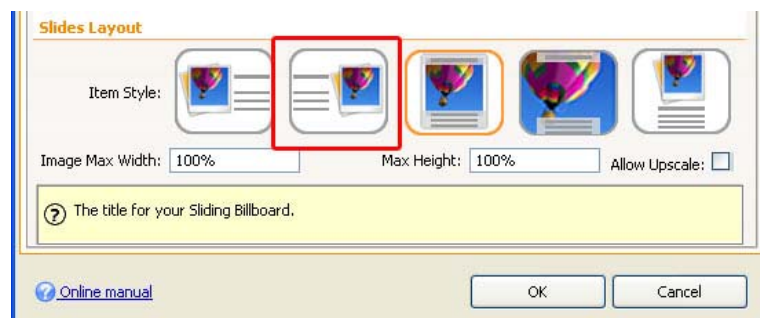 Slides Layout
Item Style:
Image Max Width: 100% Max Height: 100% Allow Upscale:
The title for your Sliding Billboard.
Online manual OK Cancel